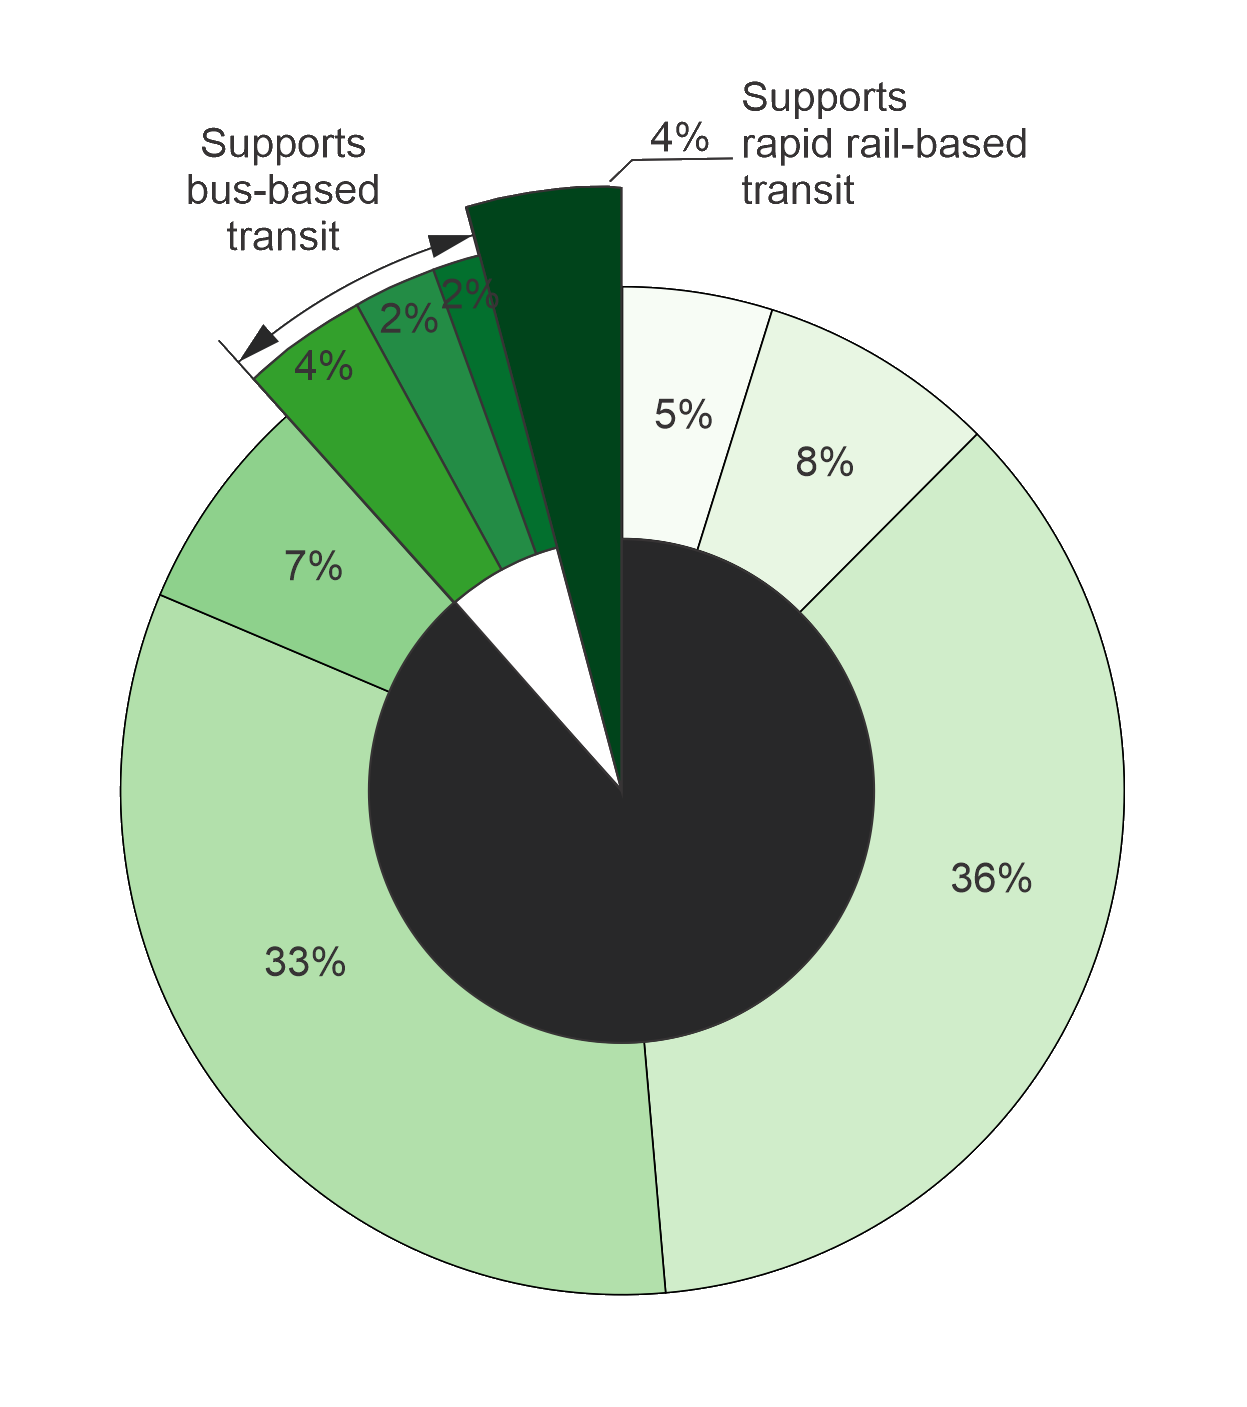 Supports
rapid rail-based
transit
4%
Supports
bus-based
transit
2%
2%
4%
5%
8%
7%
36%
33%